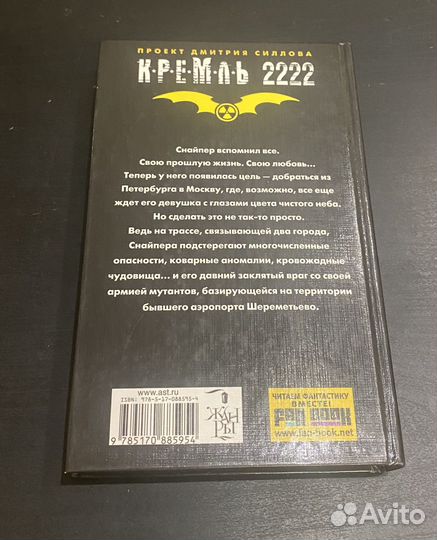 ПРОЕКТ ДМИТРИЯ СИЛЛОВА
КРЕМЛЬ 2222
Снайпер вспомнил все.
Свою прошлую жизнь. Свою любовь...
Теперь у него появилась цель — добраться из
Петербурга в Москву, где, возможно, все еще
ждет его девушка с глазами цвета чистого неба.
Но сделать это не так-то просто.
Ведь на трассе, связывающей два города,
Снайпера подстерегают многочисленные
опасности, коварные аномалии, кровожадные
чудовища... и его давний заклятый враг со своей
армией мутантов, базирующейся на территории
бывшего аэропорта Шереметьево.
www.ast.ru
ISBN: 978-5-17-088595-4
9 785170 885954
ЖАНРЫ
ЧИТАЕМ ФАНТАСТИКУ
ВМЕСТЕ!
FAN BOOK
www.fan-book.net
Avito